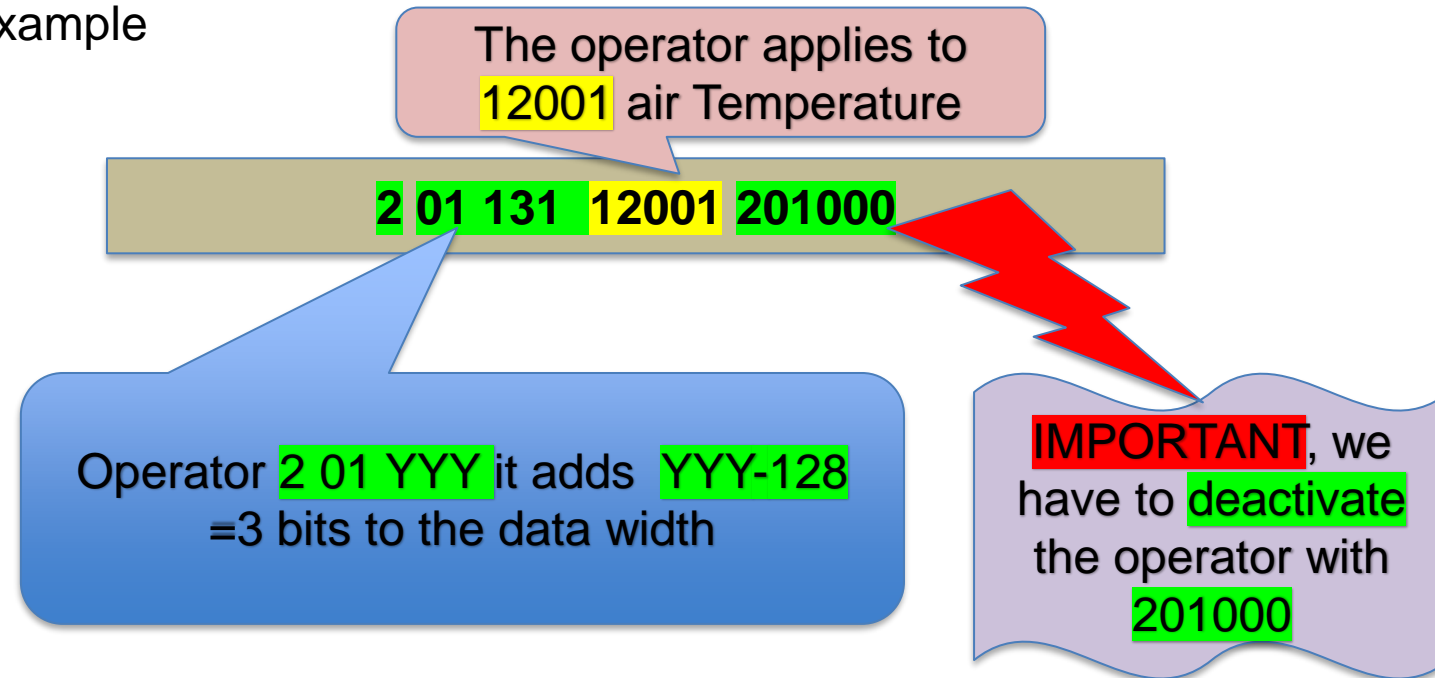 xample
The operator applies to
12001 air Temperature
2 01 131 12001 201000
Operator 2 01 YYY it adds YYY-128
=3 bits to the data width
IMPORTANT, we
have to deactivate
the operator with
201000